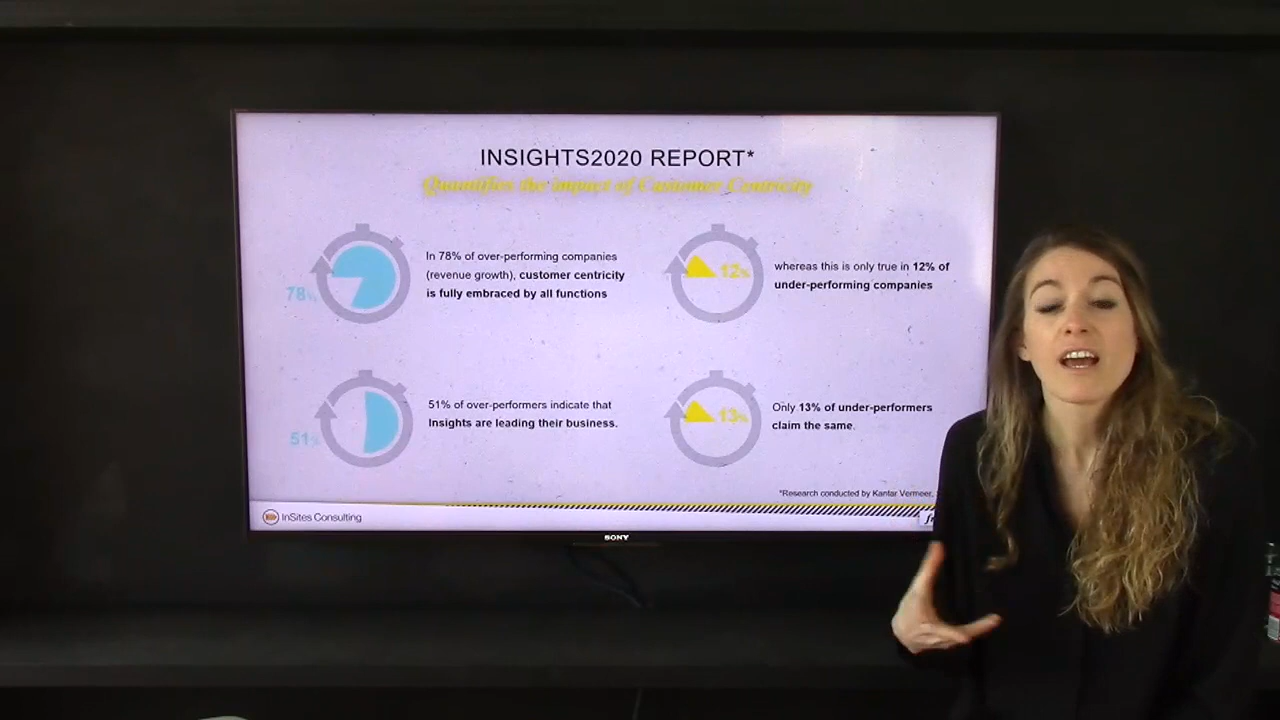 INSIGHTS2020 REPORT*
Quantifies the impact of Customer Centricity
78%
In 78% of over-performing companies
(revenue growth), customer centricity
is fully embraced by all functions
12%
whereas this is only true in 12% of
under-performing companies
51%
51% of over-performers indicate that
Insights are leading their business.
13%
Only 13% of under-performers
claim the same.
*Research conducted by Kantar Vermeer,
InSites Consulting
SONY